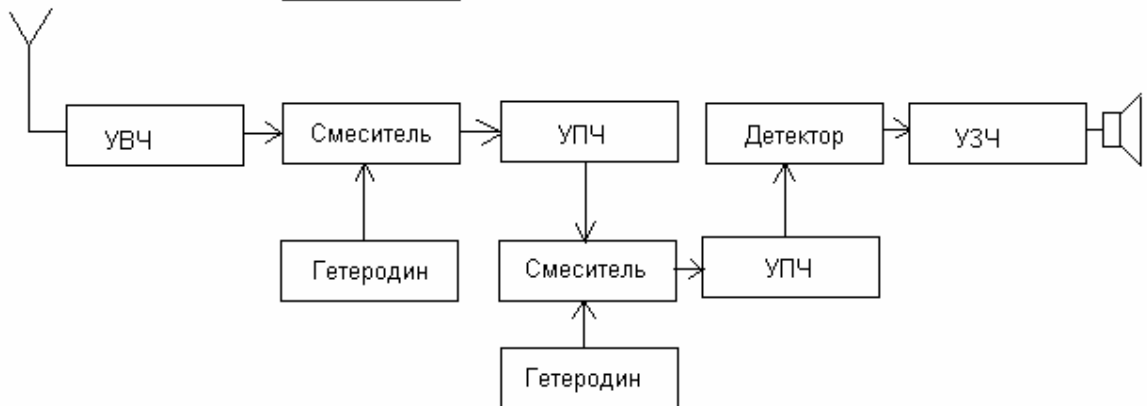 УВЧ
Смеситель
УПЧ
Детектор
УЗЧ
Гетеродин
Смеситель
УПЧ
Гетеродин